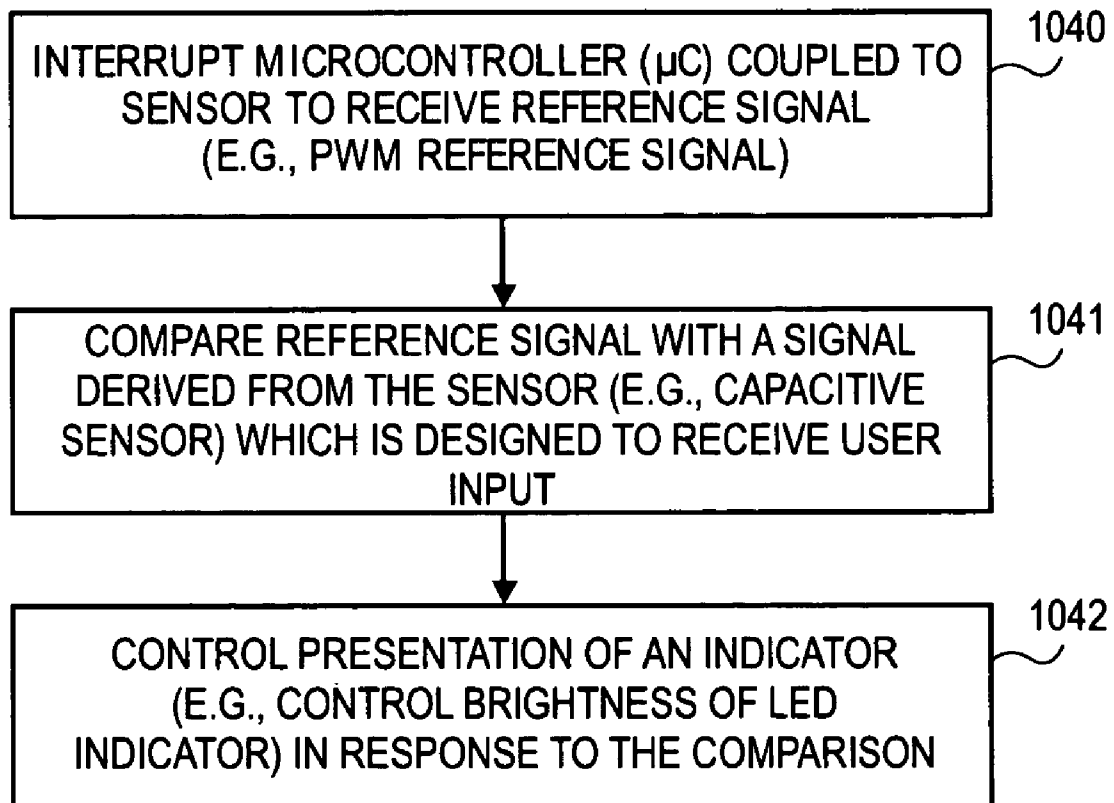 1040
INTERRUPT MICROCONTROLLER (µC) COUPLED TO
SENSOR TO RECEIVE REFERENCE SIGNAL
(E.G., PWM REFERENCE SIGNAL)
1041
COMPARE REFERENCE SIGNAL WITH A SIGNAL
DERIVED FROM THE SENSOR (E.G., CAPACITIVE
SENSOR) WHICH IS DESIGNED TO RECEIVE USER
INPUT
1042
CONTROL PRESENTATION OF AN INDICATOR
(E.G., CONTROL BRIGHTNESS OF LED
INDICATOR) IN RESPONSE TO THE COMPARISON